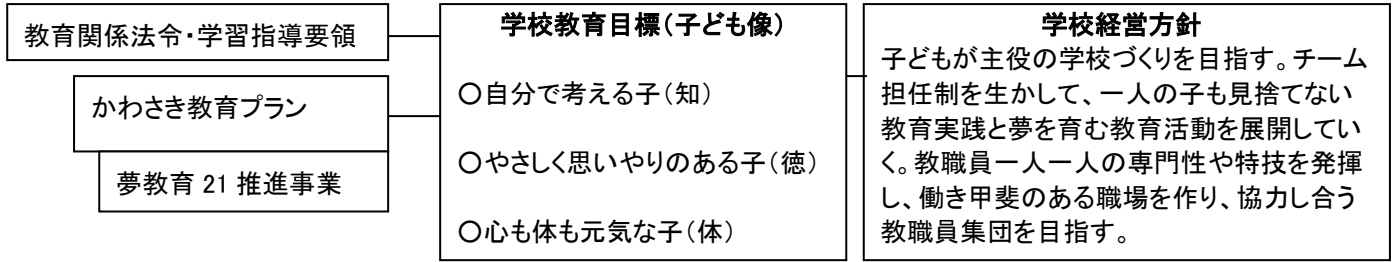 教育関係法令・学習指導要領
かわさき教育プラン
夢教育 21 推進事業
学校教育目標(子ども像)
○自分で考える子(知)
○やさしく思いやりのある子(徳)
○心も体も元気な子(体)
学校経営方針
子どもが主役の学校づくりを目指す。チーム
担任制を生かして、一人の子も見捨てない
教育実践と夢を育む教育活動を展開してい
く。教職員一人一人の専門性や特技を発揮
し、働き甲斐のある職場を作り、協力し合う
教職員集団を目指す。